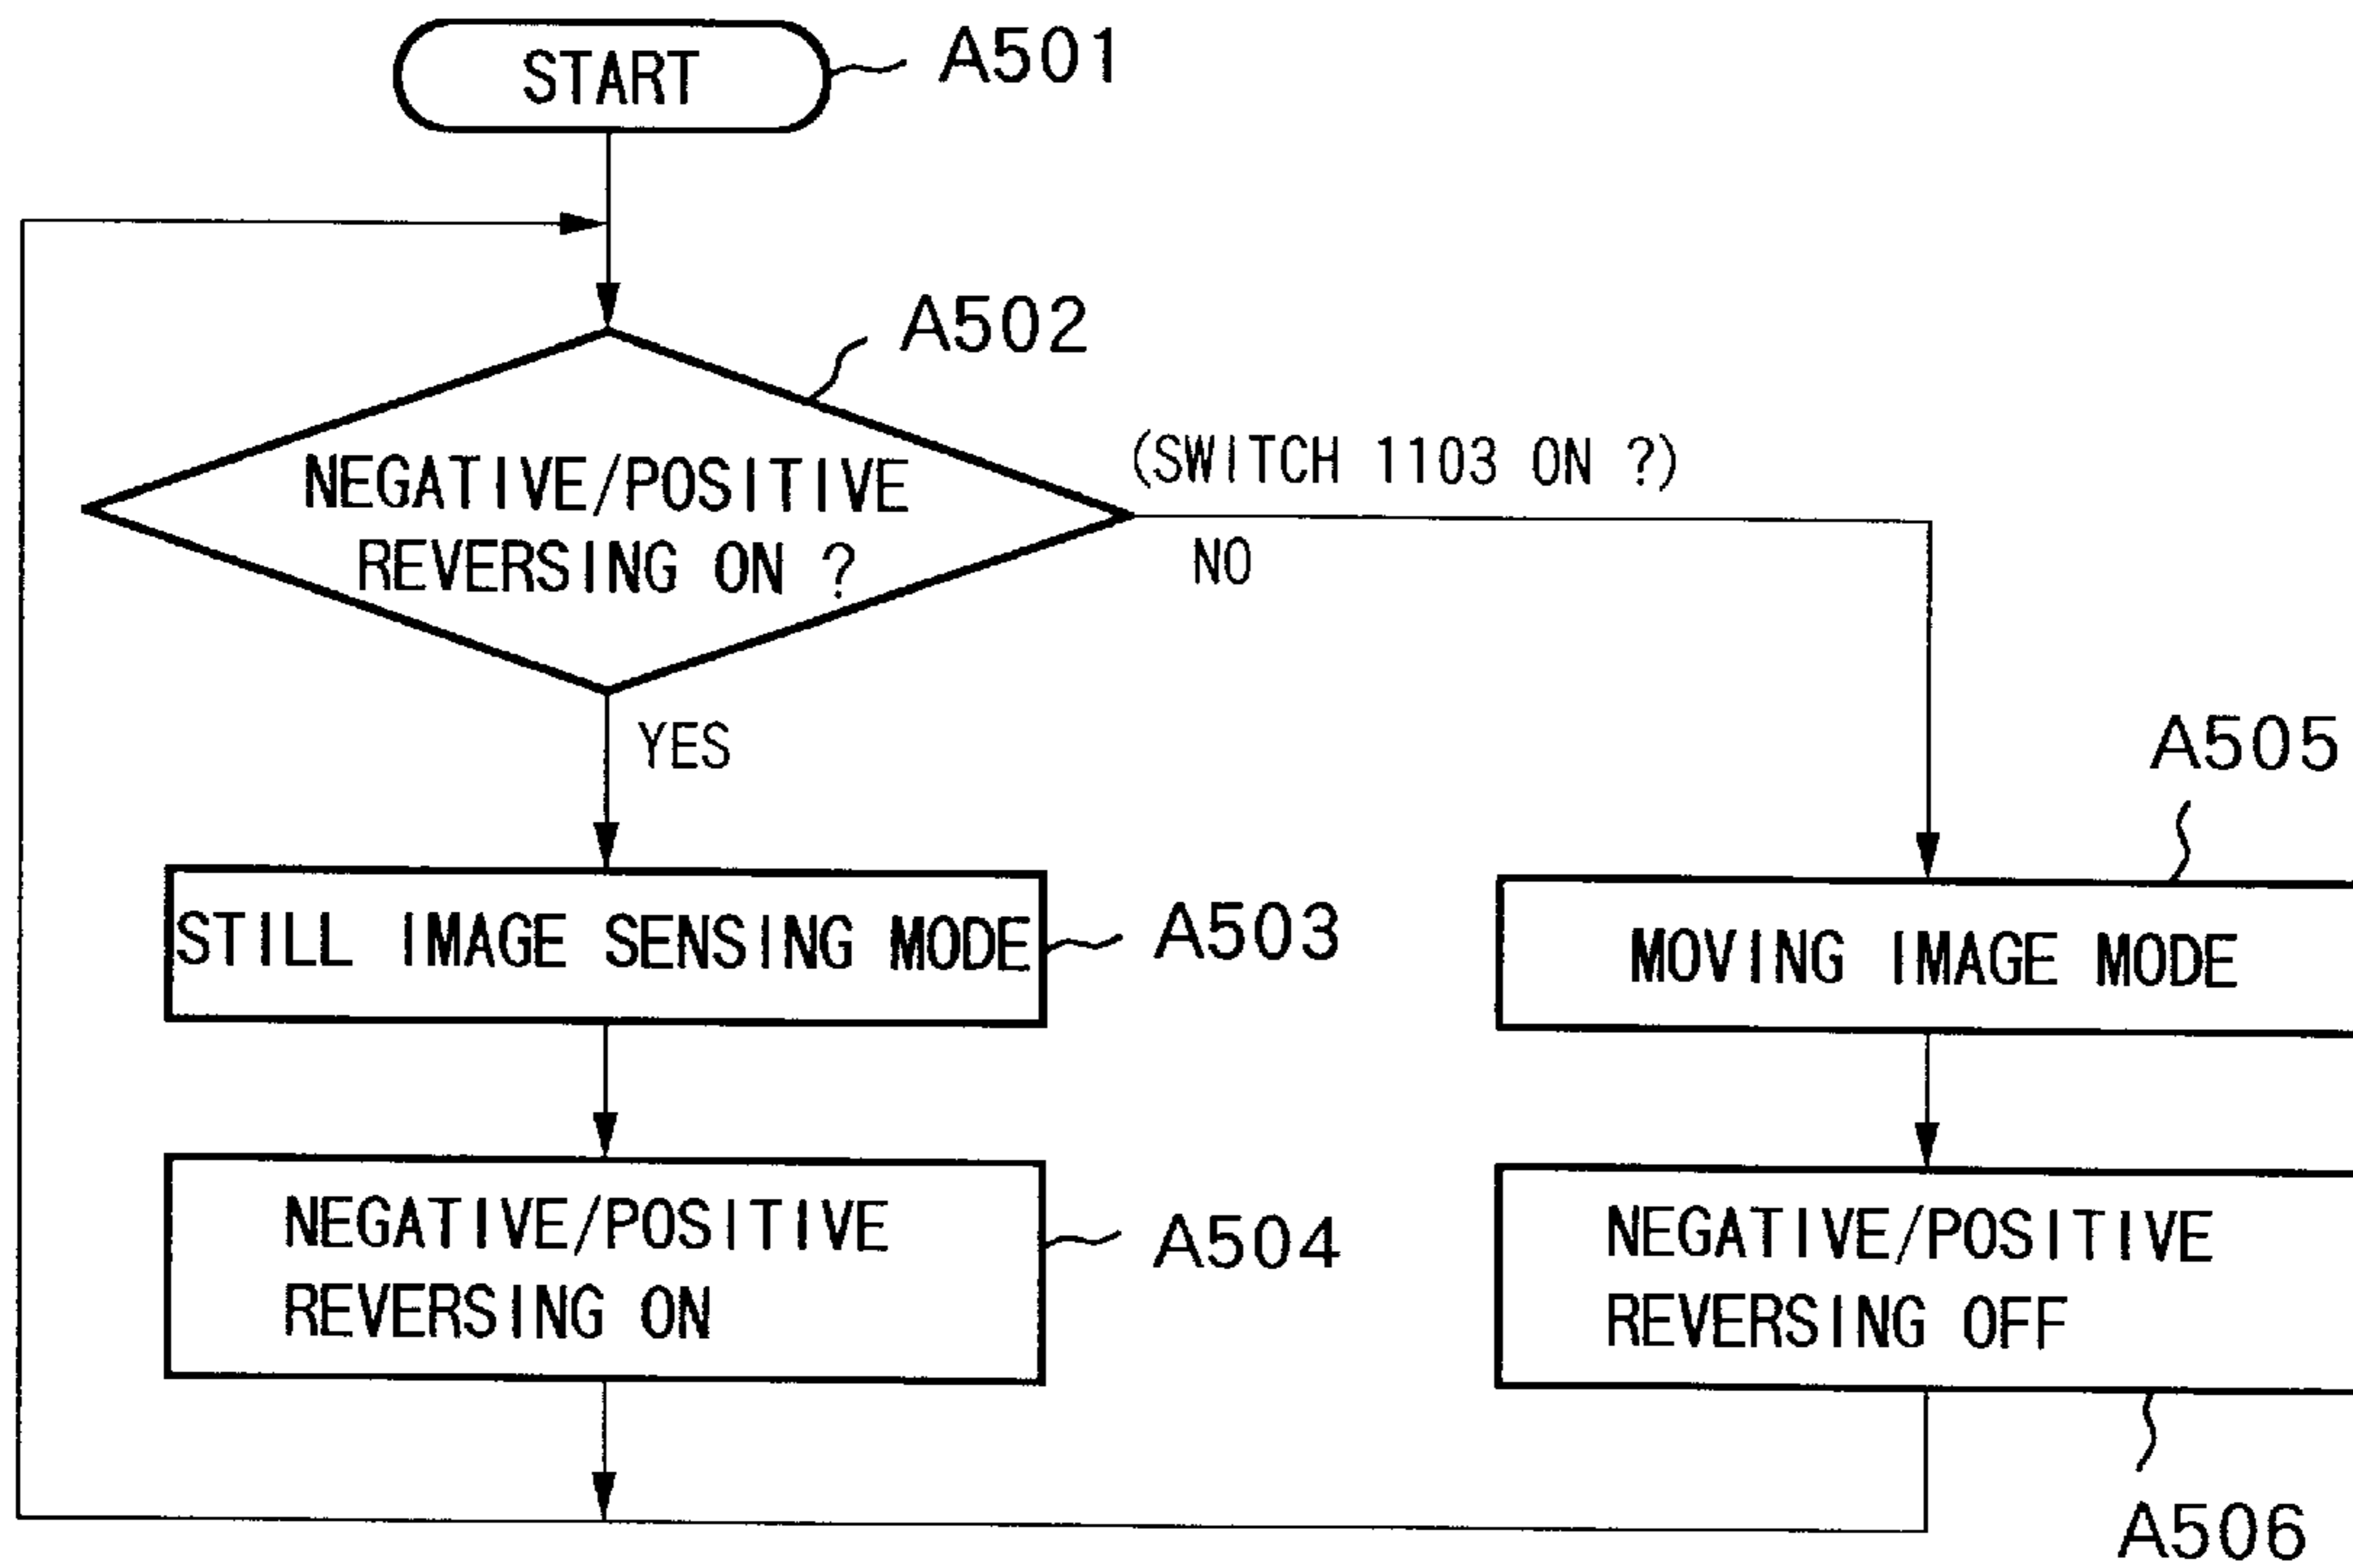 START
A501
A502
NEGATIVE/POSITIVE
REVERSING ON ?
(SWITCH 1103 ON ?)
NO
YES
A505
STILL IMAGE SENSING MODE
A503
MOVING IMAGE MODE
NEGATIVE/POSITIVE
REVERSING ON
A504
NEGATIVE/POSITIVE
REVERSING OFF
A506